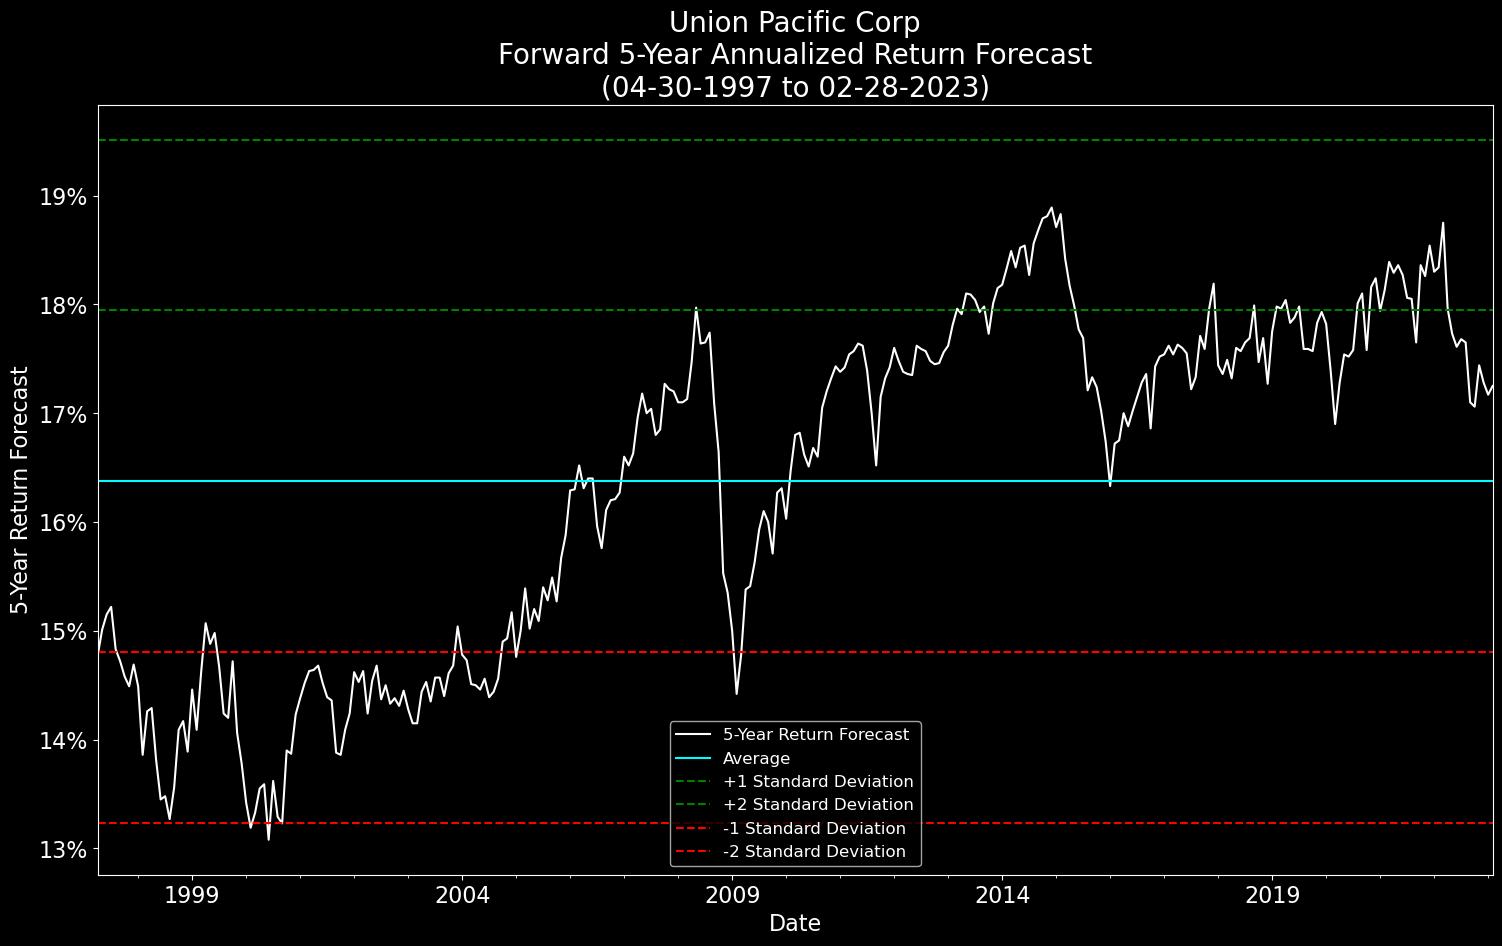 Union Pacific Corp
Forward 5-Year Annualized Return Forecast
(04-30-1997 to 02-28-2023)
5-Year Return Forecast
19%
18%
17%
16%
15%
14%
13%
5-Year Return Forecast
Average
+1 Standard Deviation
+2 Standard Deviation
-1 Standard Deviation
-2 Standard Deviation
1999 2004 2009 2014 2019
Date